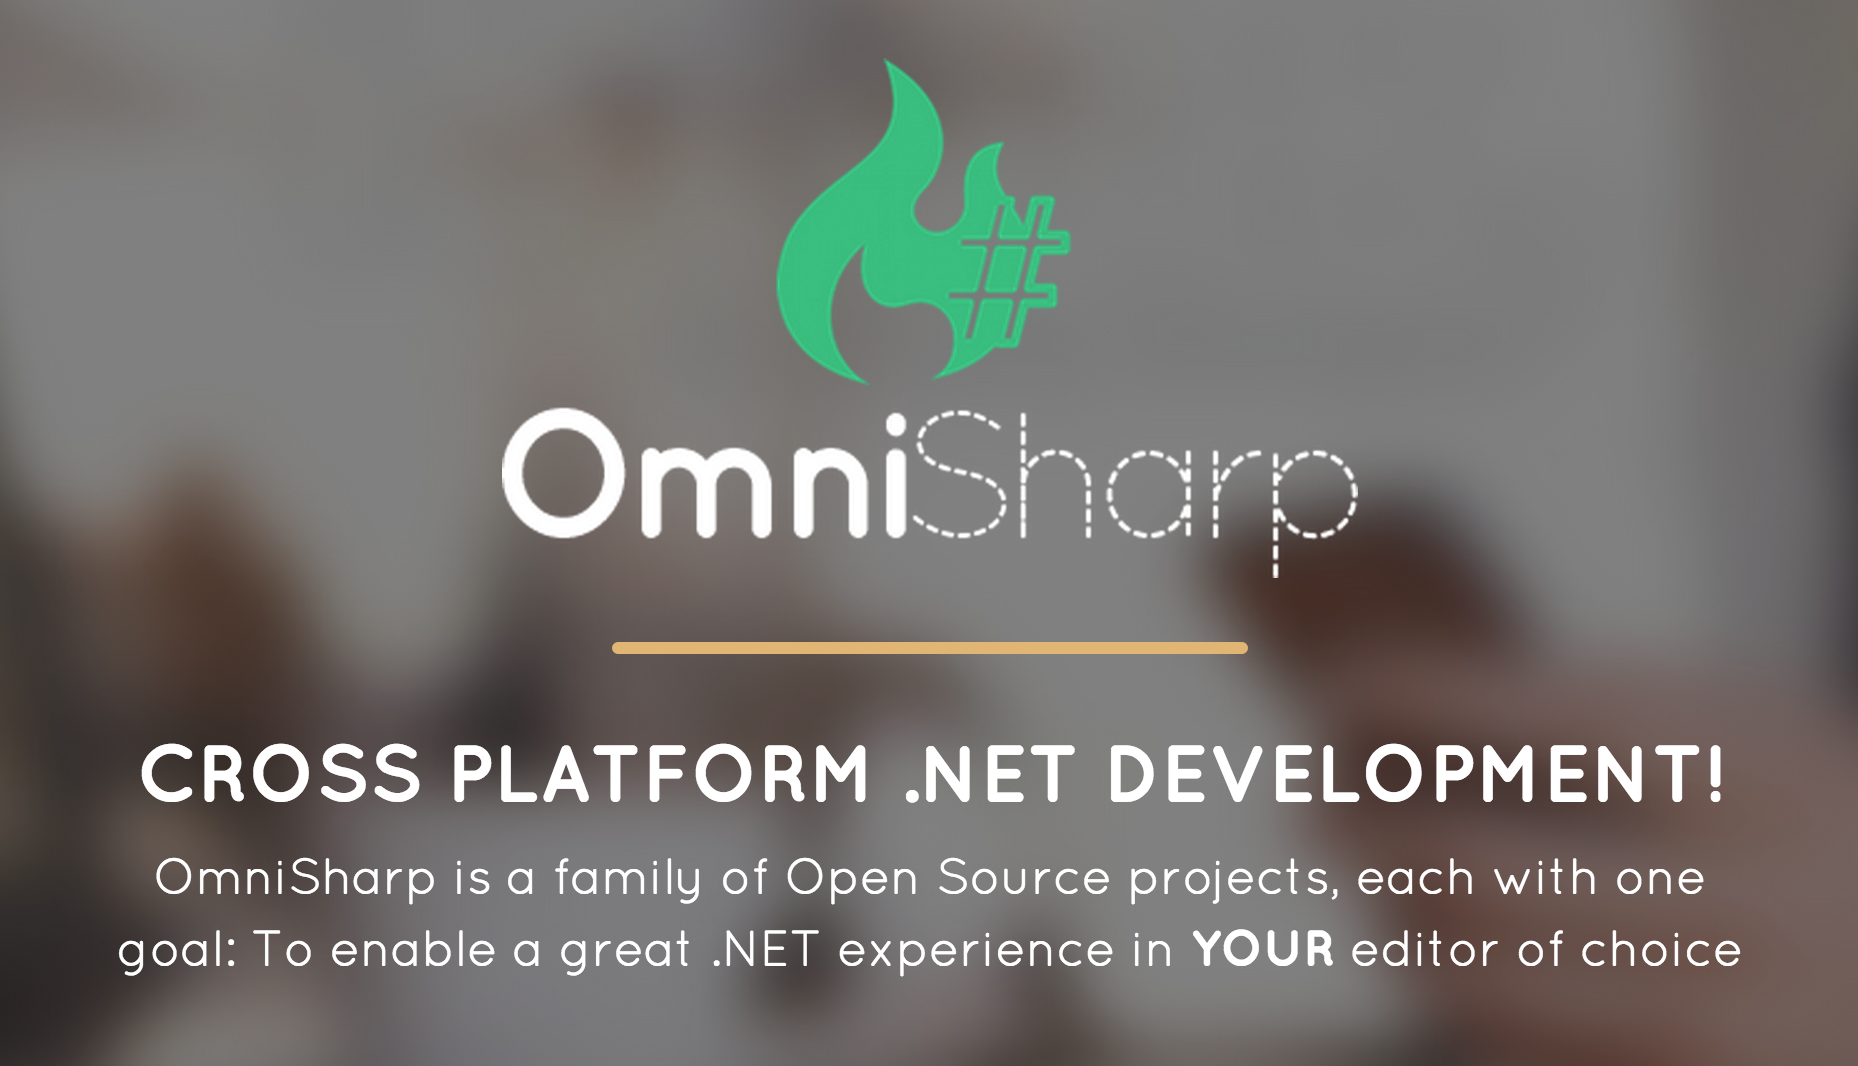 #
OmniSharp
CROSS PLATFORM .NET DEVELOPMENT!
OmniSharp is a family of Open Source projects, each with one
goal: To enable a great .NET experience in YOUR editor of choice